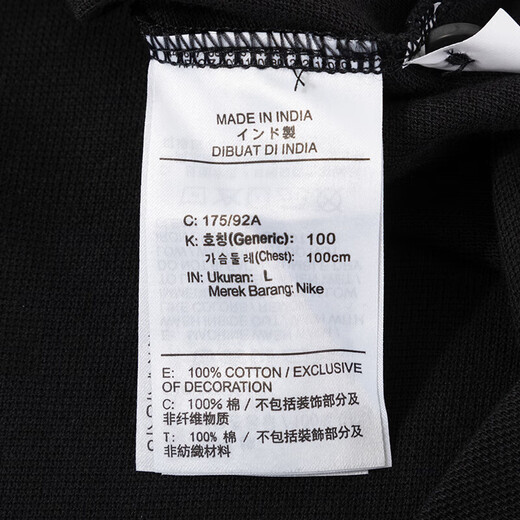 MADE IN INDIA
インド製
DIBUAT DI INDIA
C: 175/92A
K: 호칭(Generic): 100
가슴둘레(Chest): 100cm
IN: Ukuran: L
Merek Barang: Nike
E: 100% COTTON / EXCLUSIVE
OF DECORATION
C: 100% 棉 / 不包括装饰部分及
非纤维物质
T: 100% 棉 / 不包括裝飾部分及
非紡織材料